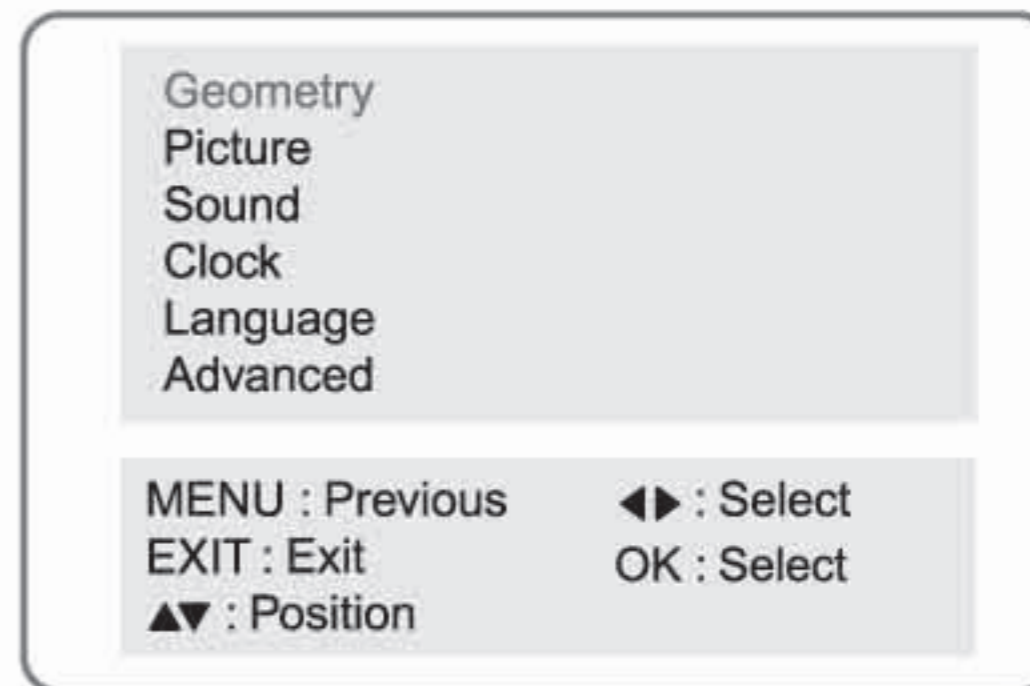 Geometry
Picture
Sound
Clock
Language
Advanced
MENU : Previous
EXIT : Exit
▲▼ : Position
◀▶ : Select
OK : Select